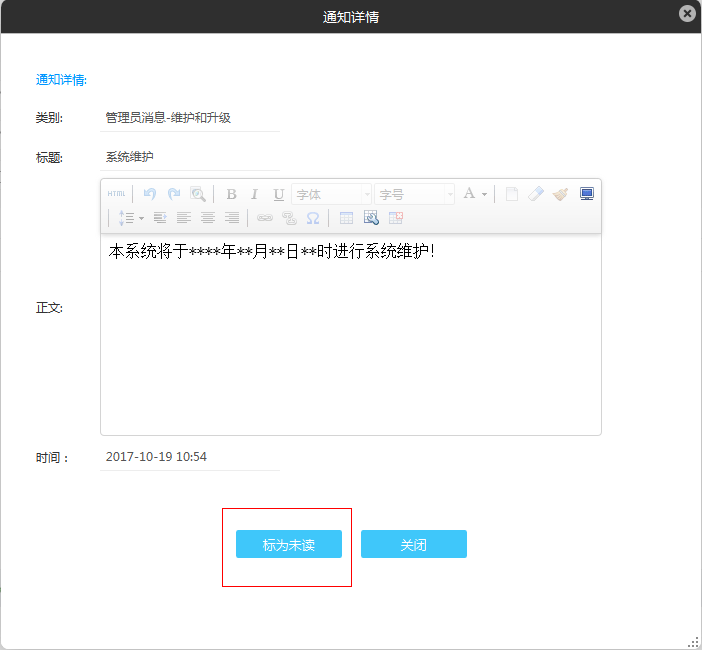 通知详情
通知详情:
类别: 管理员消息-维护和升级
标题: 系统维护
HTML B I U 字体 字号 A
Ω
本系统将于****年**月**日**时进行系统维护!
正文:
时间: 2017-10-19 10:54
标为未读 关闭